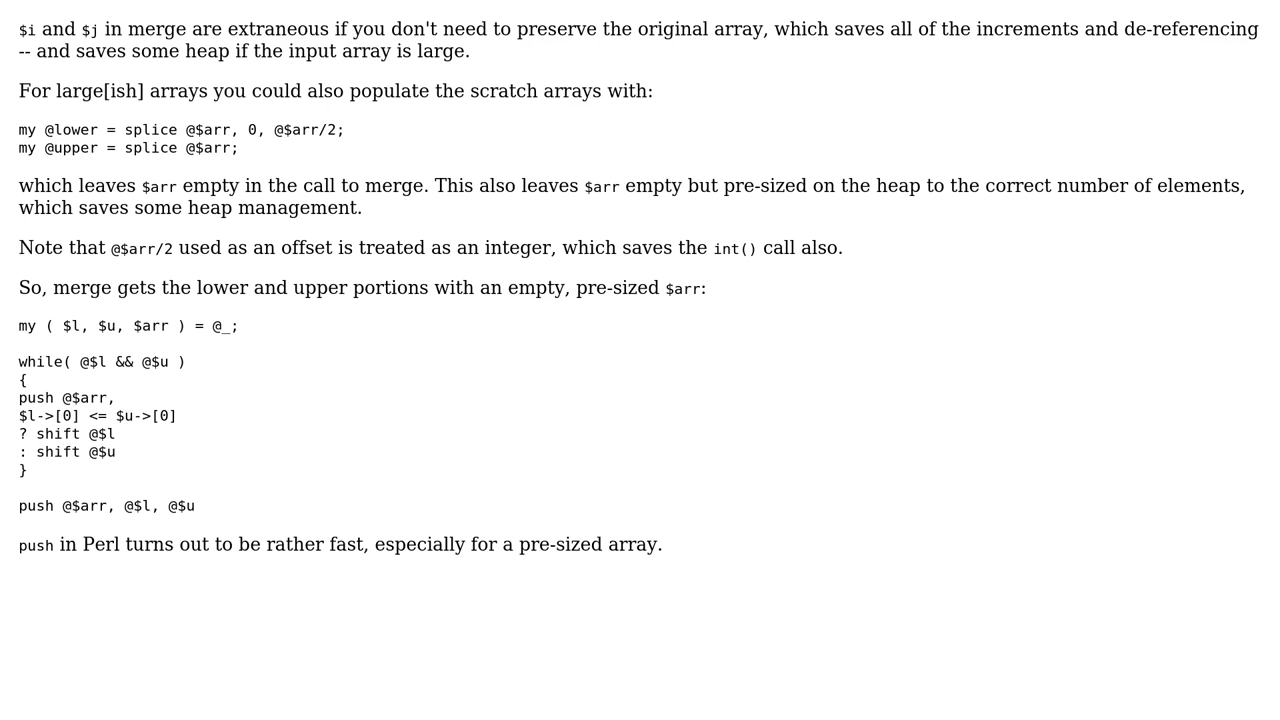 $i and $j in merge are extraneous if you don't need to preserve the original array, which saves all of the increments and de-referencing
-- and saves some heap if the input array is large.
For large[ish] arrays you could also populate the scratch arrays with:
my @lower = splice @$arr, 0, @$arr/2;
my @upper = splice @$arr;
which leaves $arr empty in the call to merge. This also leaves $arr empty but pre-sized on the heap to the correct number of elements,
which saves some heap management.
Note that @$arr/2 used as an offset is treated as an integer, which saves the int() call also.
So, merge gets the lower and upper portions with an empty, pre-sized $arr:
my ( $l, $u, $arr ) = @_;
while( @$l && @$u )
{
push @$arr,
$l->[0] <= $u->[0]
? shift @$l
: shift @$u
}
push @$arr, @$l, @$u
push in Perl turns out to be rather fast, especially for a pre-sized array.